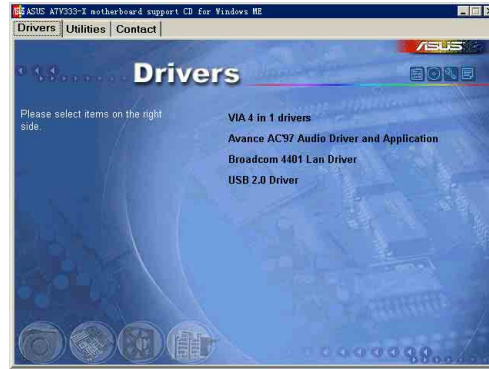 ASUS A7V333-X motherboard support CD for Windows ME
Drivers Utilities Contact
ASUS
Drivers
Please select items on the right
side.
VIA 4 in 1 drivers
Avance AC'97 Audio Driver and Application
Broadcom 4401 Lan Driver
USB 2.0 Driver